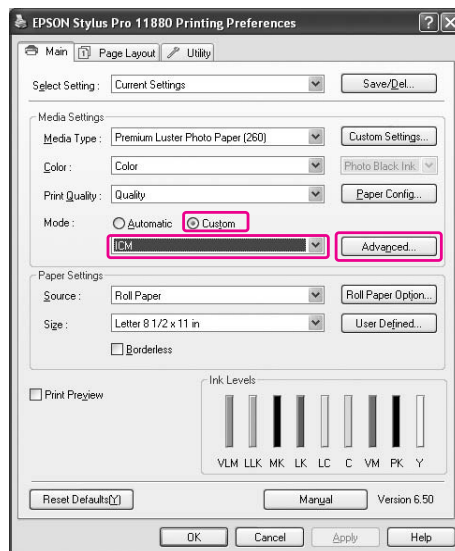 EPSON Stylus Pro 11880 Printing Preferences
Main Page Layout Utility
Select Setting : Current Settings Save/Del...
Media Settings
Media Type : Premium Luster Photo Paper (260) Custom Settings...
Color : Color Photo Black Ink
Print Quality : Quality Paper Config...
Mode : Automatic Custom
ICM Advanced...
Paper Settings
Source : Roll Paper Roll Paper Option...
Size : Letter 8 1/2 x 11 in User Defined...
Borderless
Print Preview
Ink Levels
VLM LLK MK LK LC C VM PK Y
Reset Defaults(Y) Manual Version 6.50
OK Cancel Apply Help